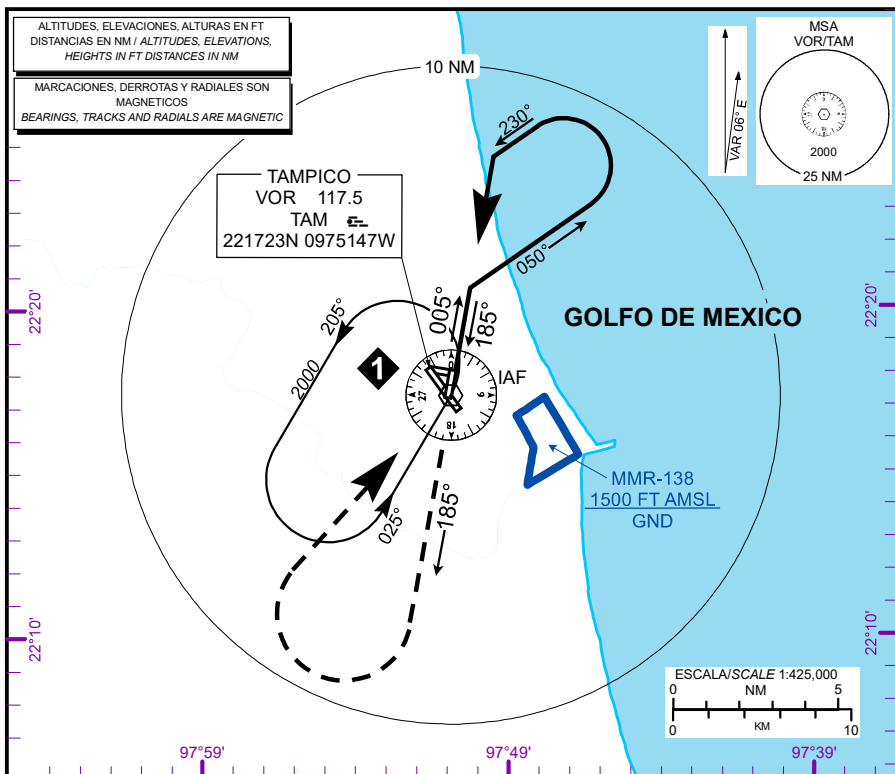 ALTITUDES, ELEVACIONES, ALTURAS EN FT
DISTANCIAS EN NM / ALTITUDES, ELEVATIONS,
HEIGHTS IN FT DISTANCES IN NM
MARCACIONES, DERROTAS Y RADIALES SON
MAGNETICOS
BEARINGS, TRACKS AND RADIALS ARE MAGNETIC
10 NM
VAR 06° E
MSA
VOR/TAM
2000
25 NM
230°
TAMPICO
VOR 117.5
TAM
221723N 0975147W
050°
22°20'
22°20'
205°
005°
185°
GOLFO DE MEXICO
2000
1
IAF
0
9
18
27
MMR-138
1500 FT AMSL
GND
025°
185°
22°10'
22°10'
ESCALA/SCALE 1:425,000
0 NM 5
0 KM 10
97°59'
97°49'
97°39'